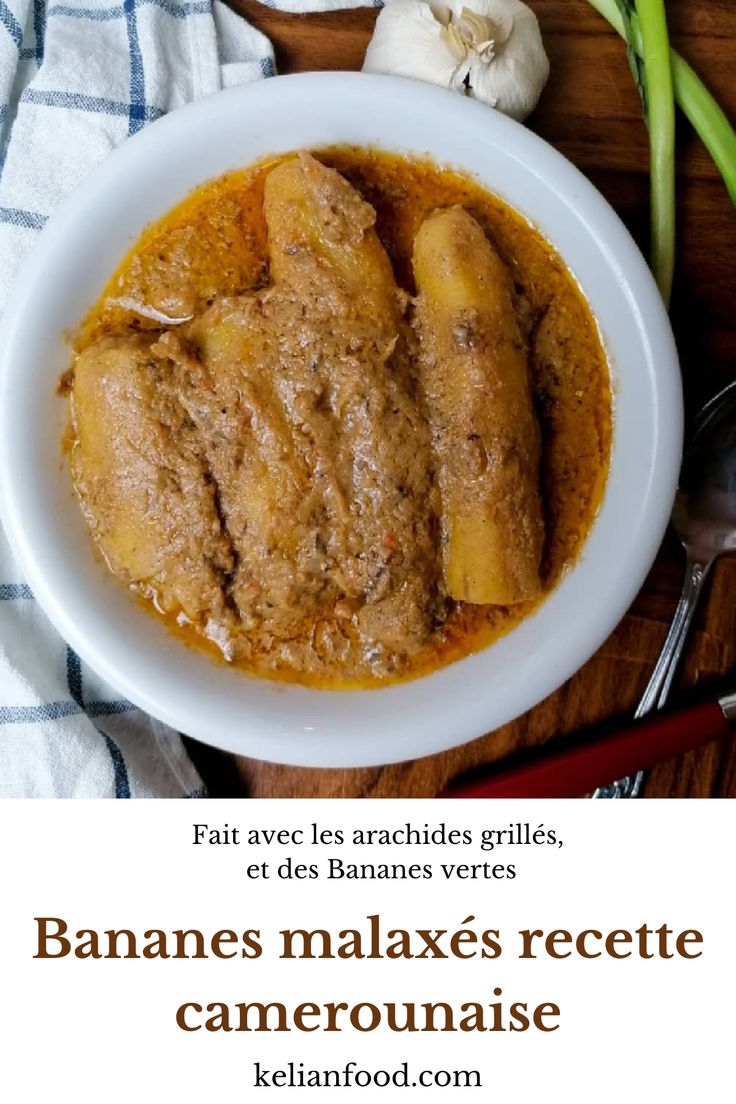 Fait avec les arachides grillés,
et des Bananes vertes
Bananes malaxés recette
camerounaise
kelianfood.com